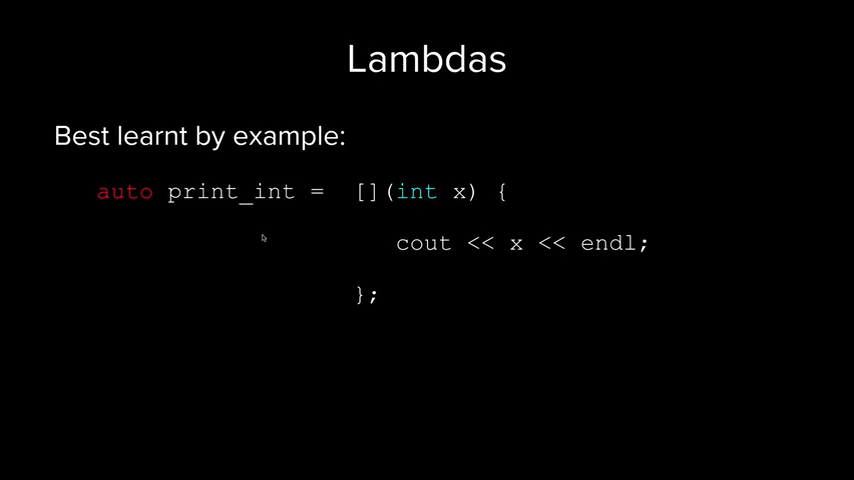 Lambdas
Best learnt by example:
auto print_int = [](int x) {
cout << x << endl;
};